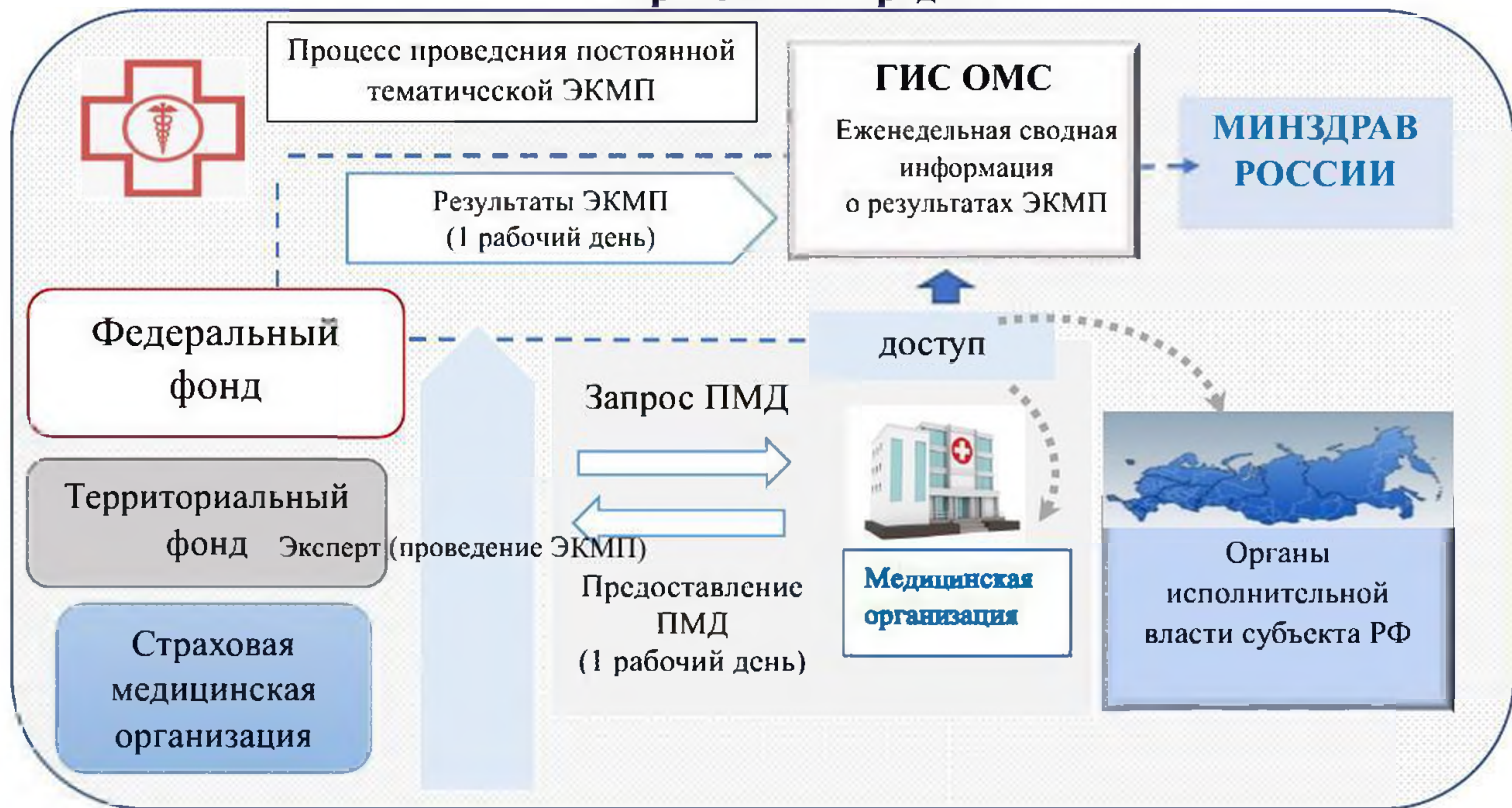 Процесс проведения постоянной
тематической ЭКМП
ГИС ОМС
Еженедельная сводная
информация
о результатах ЭКМП
МИНЗДРАВ
РОССИИ
Результаты ЭКМП
(1 рабочий день)
Федеральный
фонд
доступ
Запрос ПМД
Территориальный
фонд
Эксперт (проведение ЭКМП)
Предоставление
ПМД
(1 рабочий день)
Медицинская
организация
Органы
исполнительной
власти субъекта РФ
Страховая
медицинская
организация